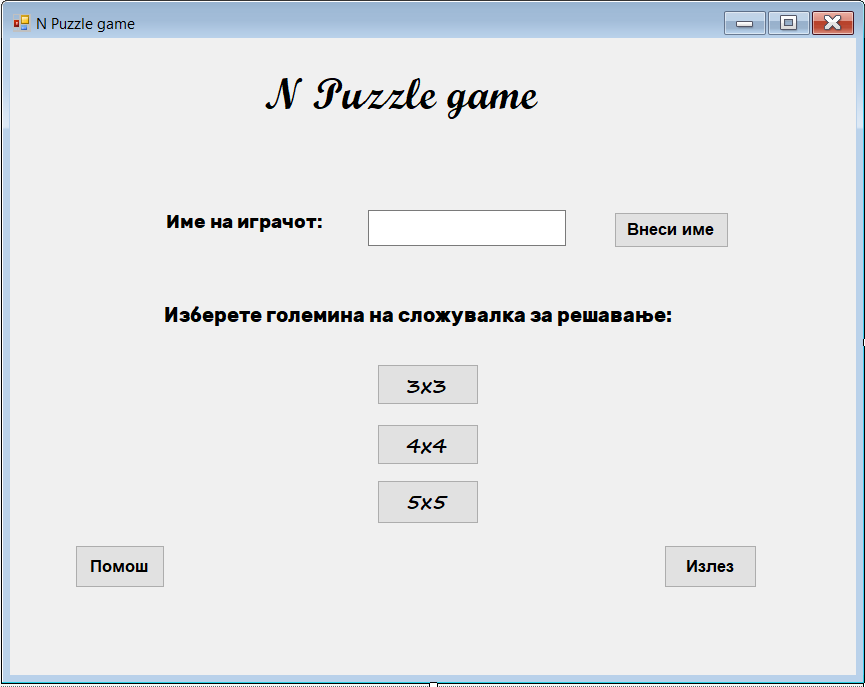 N Puzzle game
N Puzzle game
Име на играчот:
Внеси име
Изберете големина на сложувалка за решавање:
3x3
4x4
5x5
Помош
Излез